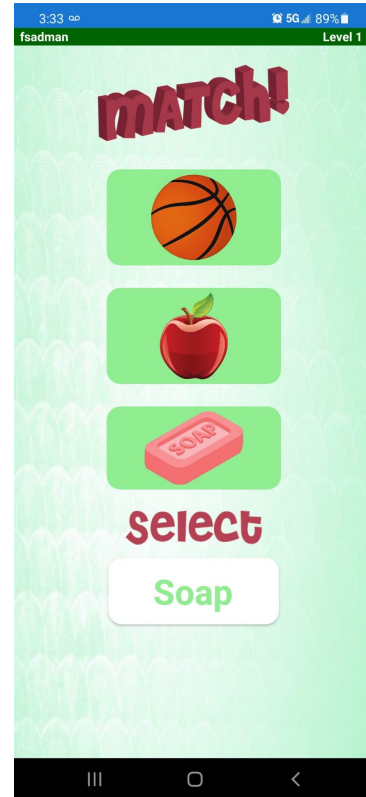 3:33 5G 89%
fsadman Level 1
mATCh!
SOAP
Select
Soap